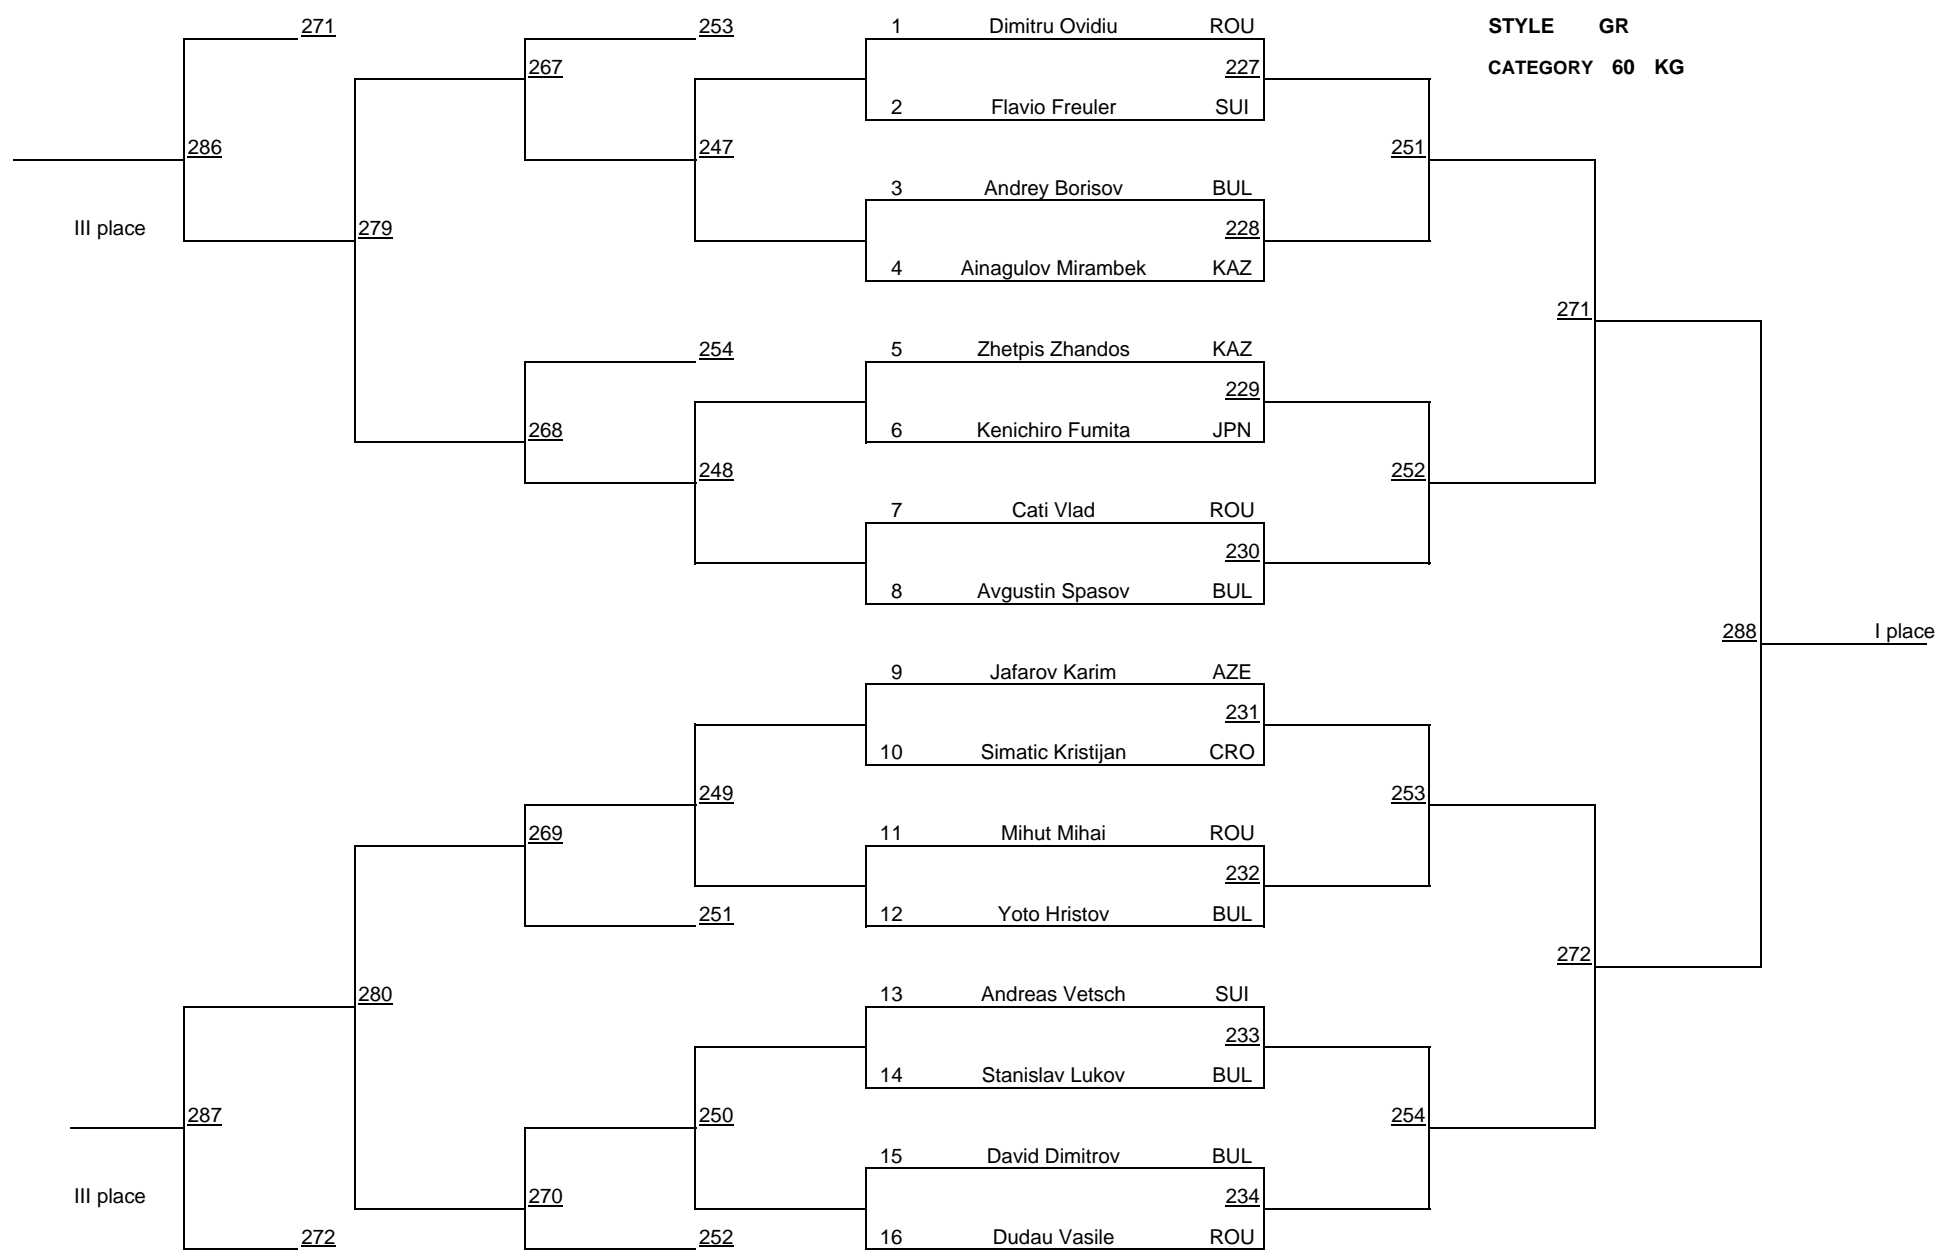 271 253 1 Dimitru Ovidiu ROU STYLE GR
267 227 CATEGORY 60 KG
2 Flavio Freuler SUI
286 247 251
3 Andrey Borisov BUL
III place 279 228
4 Ainagulov Mirambek KAZ
271
254 5 Zhetpis Zhandos KAZ
229
268 6 Kenichiro Fumita JPN
248 252
7 Cati Vlad ROU
230
8 Avgustin Spasov BUL
288 I place
9 Jafarov Karim AZE
231
10 Simatic Kristijan CRO
249 253
269 11 Mihut Mihai ROU
232
251 12 Yoto Hristov BUL
272
280 13 Andreas Vetsch SUI
233
14 Stanislav Lukov BUL
287 250 254
15 David Dimitrov BUL
III place 270 234
272 252 16 Dudau Vasile ROU